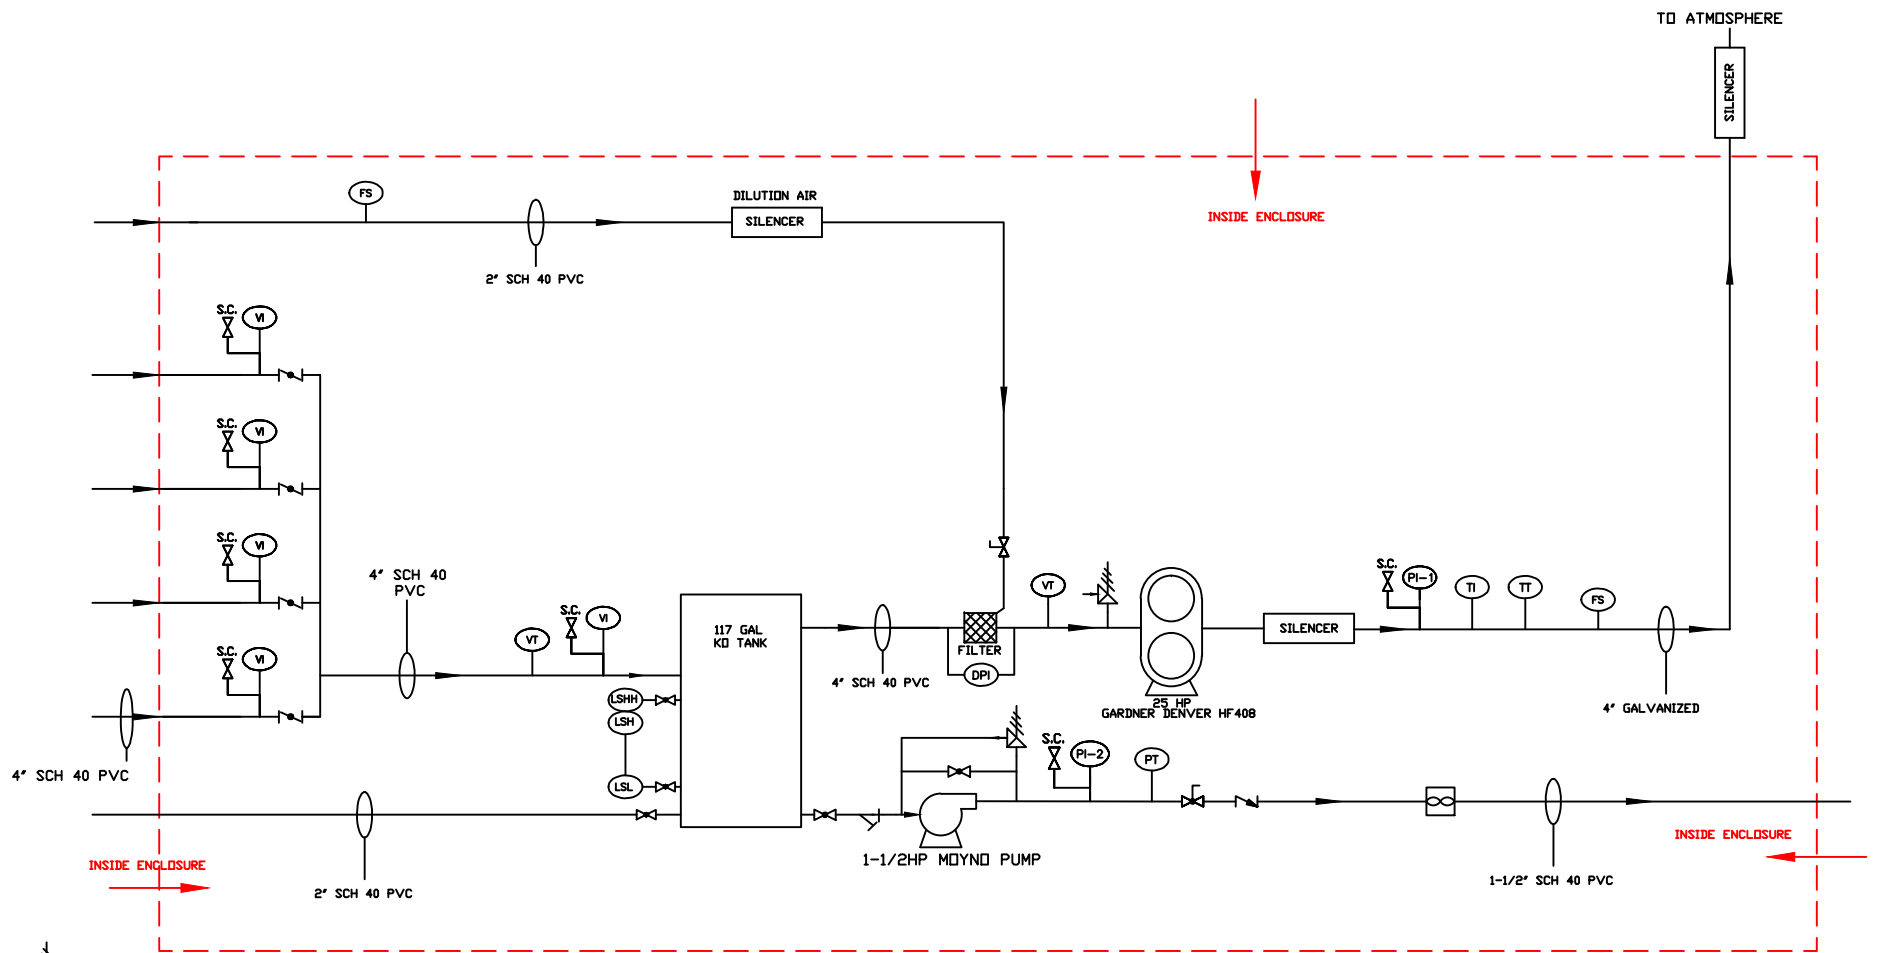 TO ATMOSPHERE
SILENCER
FS
DILUTION AIR
SILENCER
INSIDE ENCLOSURE
2" SCH 40 PVC
S.C.
VI
S.C.
VI
S.C.
VI
4" SCH 40
PVC
S.C.
VI
VT
S.C.
VI
117 GAL
KO TANK
4" SCH 40 PVC
FILTER
DPI
VT
25 HP
GARDNER DENVER HF408
SILENCER
S.C.
PI-1
TI
TT
FS
4" GALVANIZED
4" SCH 40 PVC
LSHH
LSH
LSL
S.C.
PI-2
PT
1-1/2HP MOYNO PUMP
INSIDE ENCLOSURE
INSIDE ENCLOSURE
2" SCH 40 PVC
1-1/2" SCH 40 PVC